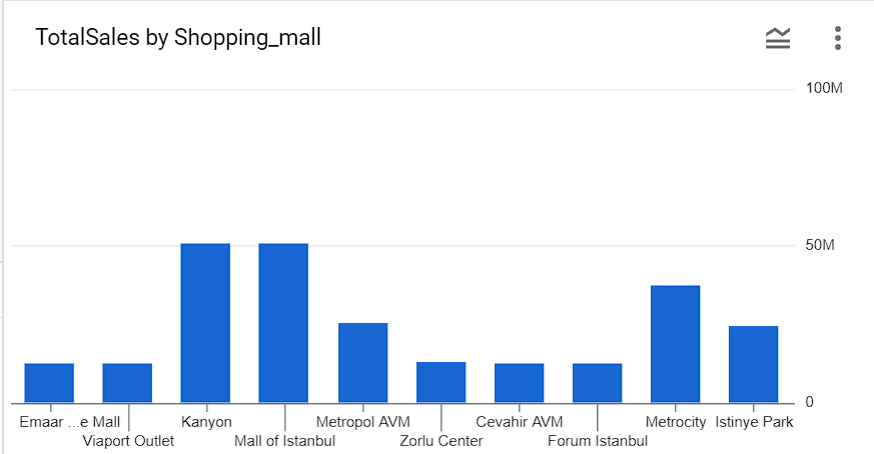 TotalSales by Shopping_mall
100M
50M
0
Emaar ...e Mall
Viaport Outlet
Kanyon
Mall of Istanbul
Metropol AVM
Zorlu Center
Cevahir AVM
Forum Istanbul
Metrocity
Istinye Park